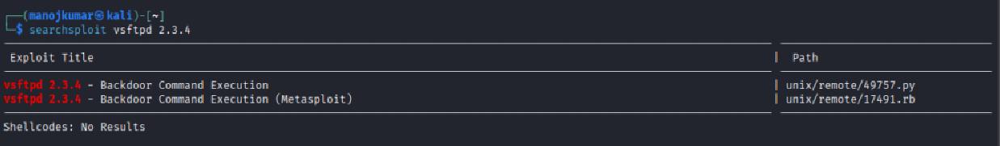 (manojkumar㉿kali)-[~]
$ searchsploit vsftpd 2.3.4
Exploit Title | Path
vsftpd 2.3.4 - Backdoor Command Execution | unix/remote/49757.py
vsftpd 2.3.4 - Backdoor Command Execution (Metasploit) | unix/remote/17491.rb
Shellcodes: No Results